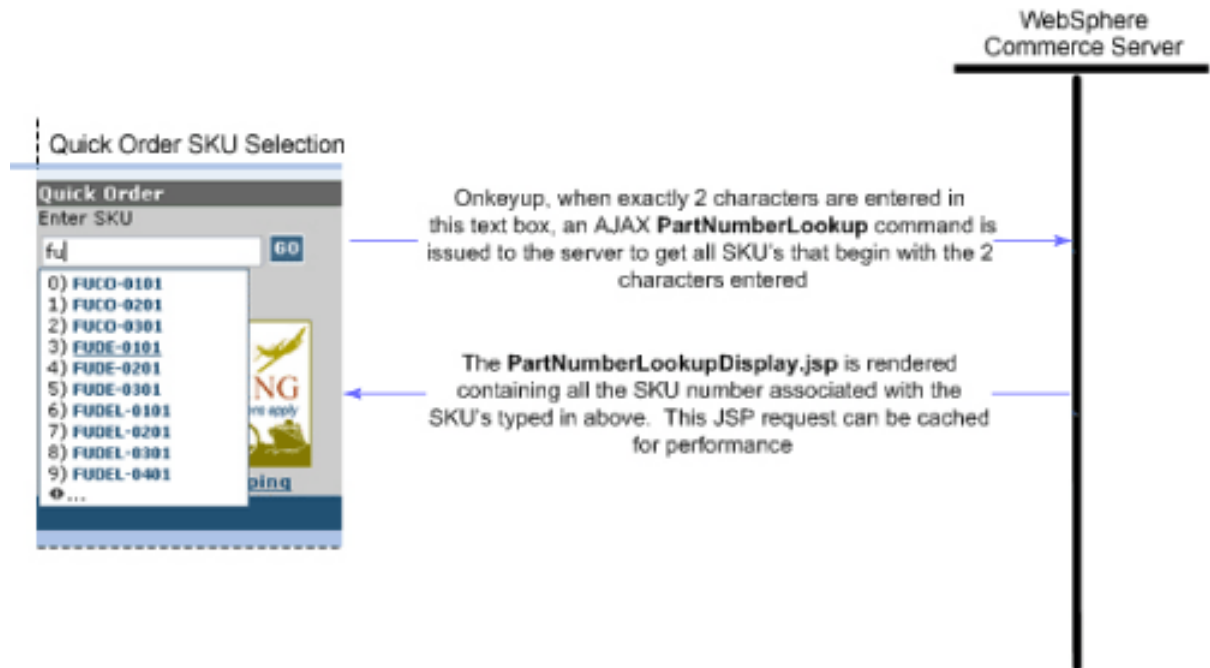 WebSphere
Commerce Server
Quick Order SKU Selection
Quick Order
Enter SKU
fu
GO
0) FUCO-0101
1) FUCO-0201
2) FUCO-0301
3) FUDE-0101
4) FUDE-0201
5) FUDE-0301
6) FUDEL-0101
7) FUDEL-0201
8) FUDEL-0301
9) FUDEL-0401
...
NG
apply
ping
Onkeyup, when exactly 2 characters are entered in
this text box, an AJAX PartNumberLookup command is
issued to the server to get all SKU's that begin with the 2
characters entered
The PartNumberLookupDisplay.jsp is rendered
containing all the SKU number associated with the
SKU's typed in above. This JSP request can be cached
for performance